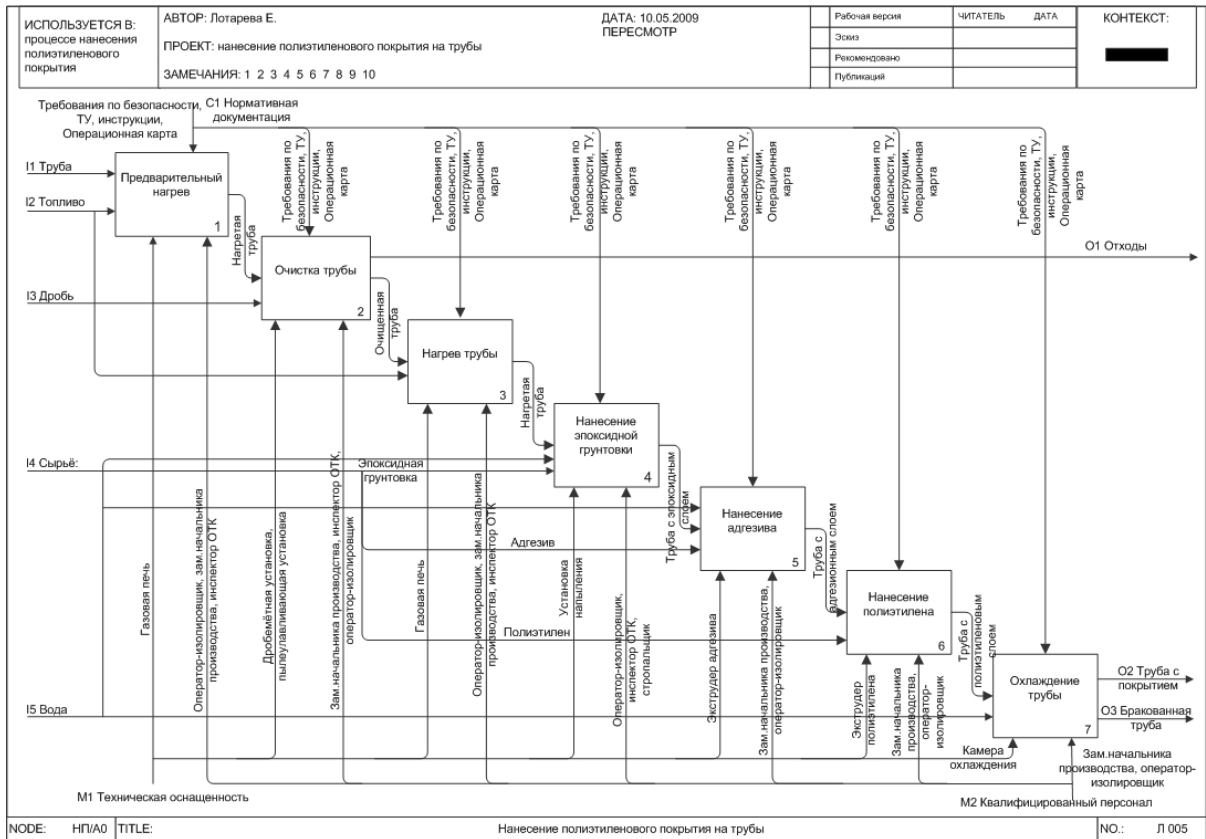 ИСПОЛЬЗУЕТСЯ В:
процессе нанесения
полиэтиленового
покрытия
АВТОР: Лотарева Е.
ДАТА: 10.05.2009
ПЕРЕСМОТР
ПРОЕКТ: нанесение полиэтиленового покрытия на трубы
ЗАМЕЧАНИЯ: 1 2 3 4 5 6 7 8 9 10
Рабочая версия
Эскиз
Рекомендовано
Публикаций
ЧИТАТЕЛЬ ДАТА
КОНТЕКСТ:
Требования по безопасности,
ТУ, инструкции,
Операционная карта
С1 Нормативная
документация
Требования по
безопасности, ТУ,
инструкции,
Операционная
карта
Требования по
безопасности, ТУ,
инструкции,
Операционная
карта
Требования по
безопасности, ТУ,
инструкции,
Операционная
карта
Требования по
безопасности, ТУ,
инструкции,
Операционная
карта
Требования по
безопасности, ТУ,
инструкции,
Операционная
карта
Требования по
безопасности, ТУ,
инструкции,
Операционная
карта
I1 Труба
I2 Топливо
I3 Дробь
I4 Сырьё:
I5 Вода
Предварительный
нагрев
1
Нагретая
труба
Очистка трубы
2
O1 Отходы
Очищенная
труба
Нагрев трубы
3
Нагретая
труба
Нанесение
эпоксидной
грунтовки
4
Эпоксидная
грунтовка
Труба с эпоксидным
слоем
Нанесение
адгезива
5
Адгезив
Труба с
адгезионным слоем
Нанесение
полиэтилена
6
Полиэтилен
Труба с
полиэтиленовым
слоем
Охлаждение
трубы
7
O2 Труба с
покрытием
O3 Бракованная
труба
Газовая печь
Оператор-изолировщик, зам.начальника
производства, инспектор ОТК
Дробемётная установка,
пылеулавливающая установка
Зам.начальника производства, инспектор ОТК,
оператор-изолировщик
Газовая печь
Оператор-изолировщик, зам.начальника
производства, инспектор ОТК
Установка
напыления
Оператор-изолировщик,
инспектор ОТК,
стропальщик
Экструдер адгезива
Зам.начальника производства,
оператор-изолировщик
Экструдер
полиэтилена
Зам.начальника
производства,
оператор-
изолировщик
Камера
охлаждения
Зам.начальника
производства, оператор-
изолировщик
М1 Техническая оснащенность
М2 Квалифицированный персонал
NODE: НП/А0
TITLE:
Нанесение полиэтиленового покрытия на трубы
NO.: Л 005